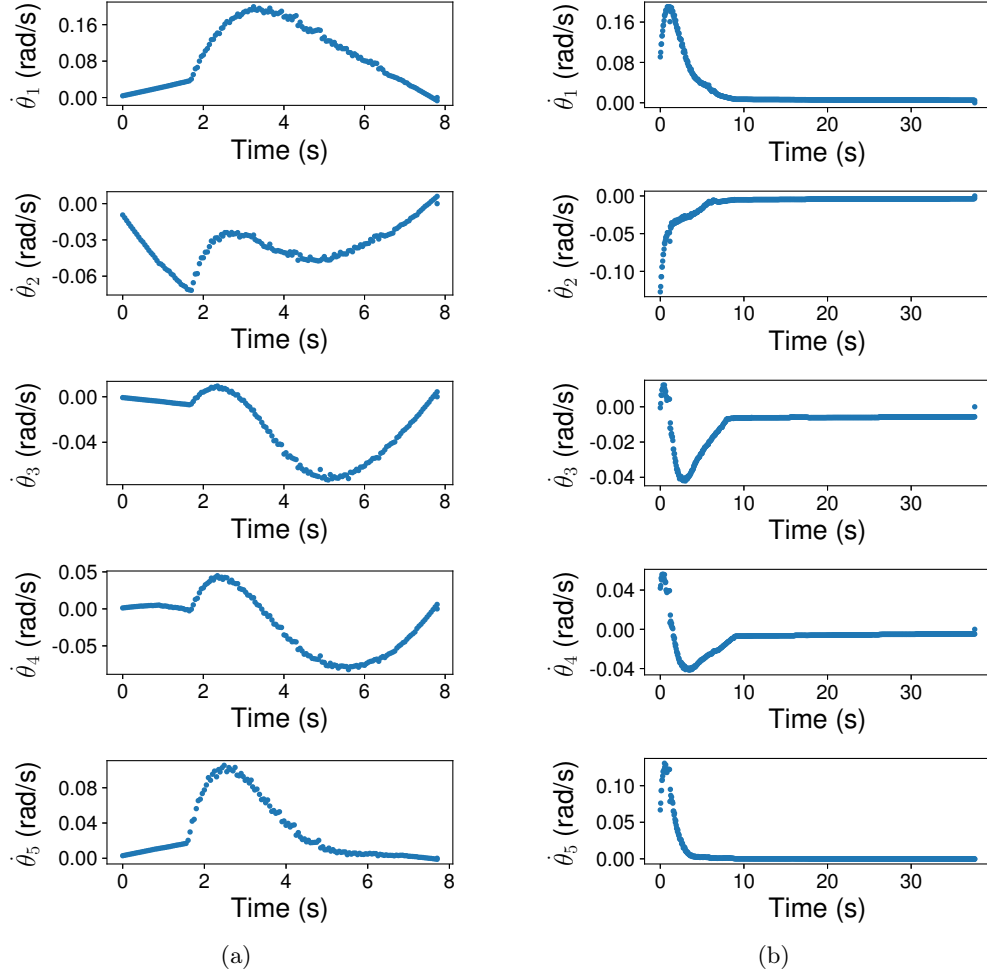 0.16
0.08
0.00
θ̇₁ (rad/s)
0 2 4 6 8
Time (s)
0.00
-0.03
-0.06
θ̇₂ (rad/s)
0 2 4 6 8
Time (s)
0.00
-0.04
θ̇₃ (rad/s)
0 2 4 6 8
Time (s)
0.05
0.00
-0.05
θ̇₄ (rad/s)
0 2 4 6 8
Time (s)
0.08
0.04
0.00
θ̇₅ (rad/s)
0 2 4 6 8
Time (s)
(a)
0.16
0.08
0.00
θ̇₁ (rad/s)
0 10 20 30
Time (s)
0.00
-0.05
-0.10
θ̇₂ (rad/s)
0 10 20 30
Time (s)
0.00
-0.02
-0.04
θ̇₃ (rad/s)
0 10 20 30
Time (s)
0.04
0.00
-0.04
θ̇₄ (rad/s)
0 10 20 30
Time (s)
0.10
0.05
0.00
θ̇₅ (rad/s)
0 10 20 30
Time (s)
(b)